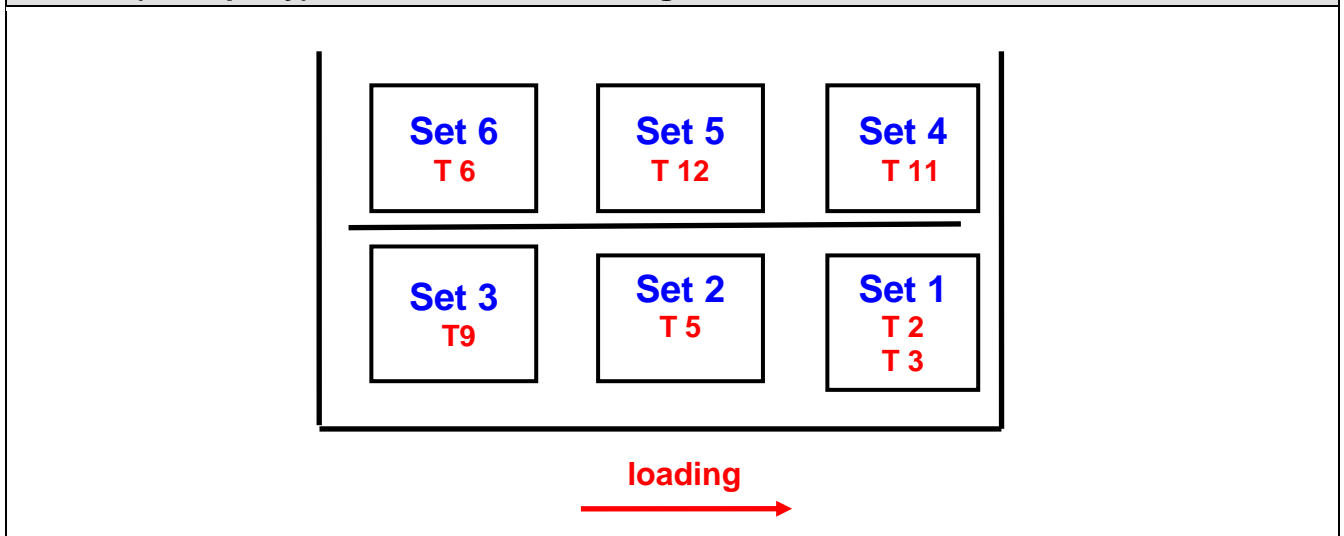 Set 6
T 6
Set 5
T 12
Set 4
T 11
Set 3
T9
Set 2
T 5
Set 1
T 2
T 3
loading